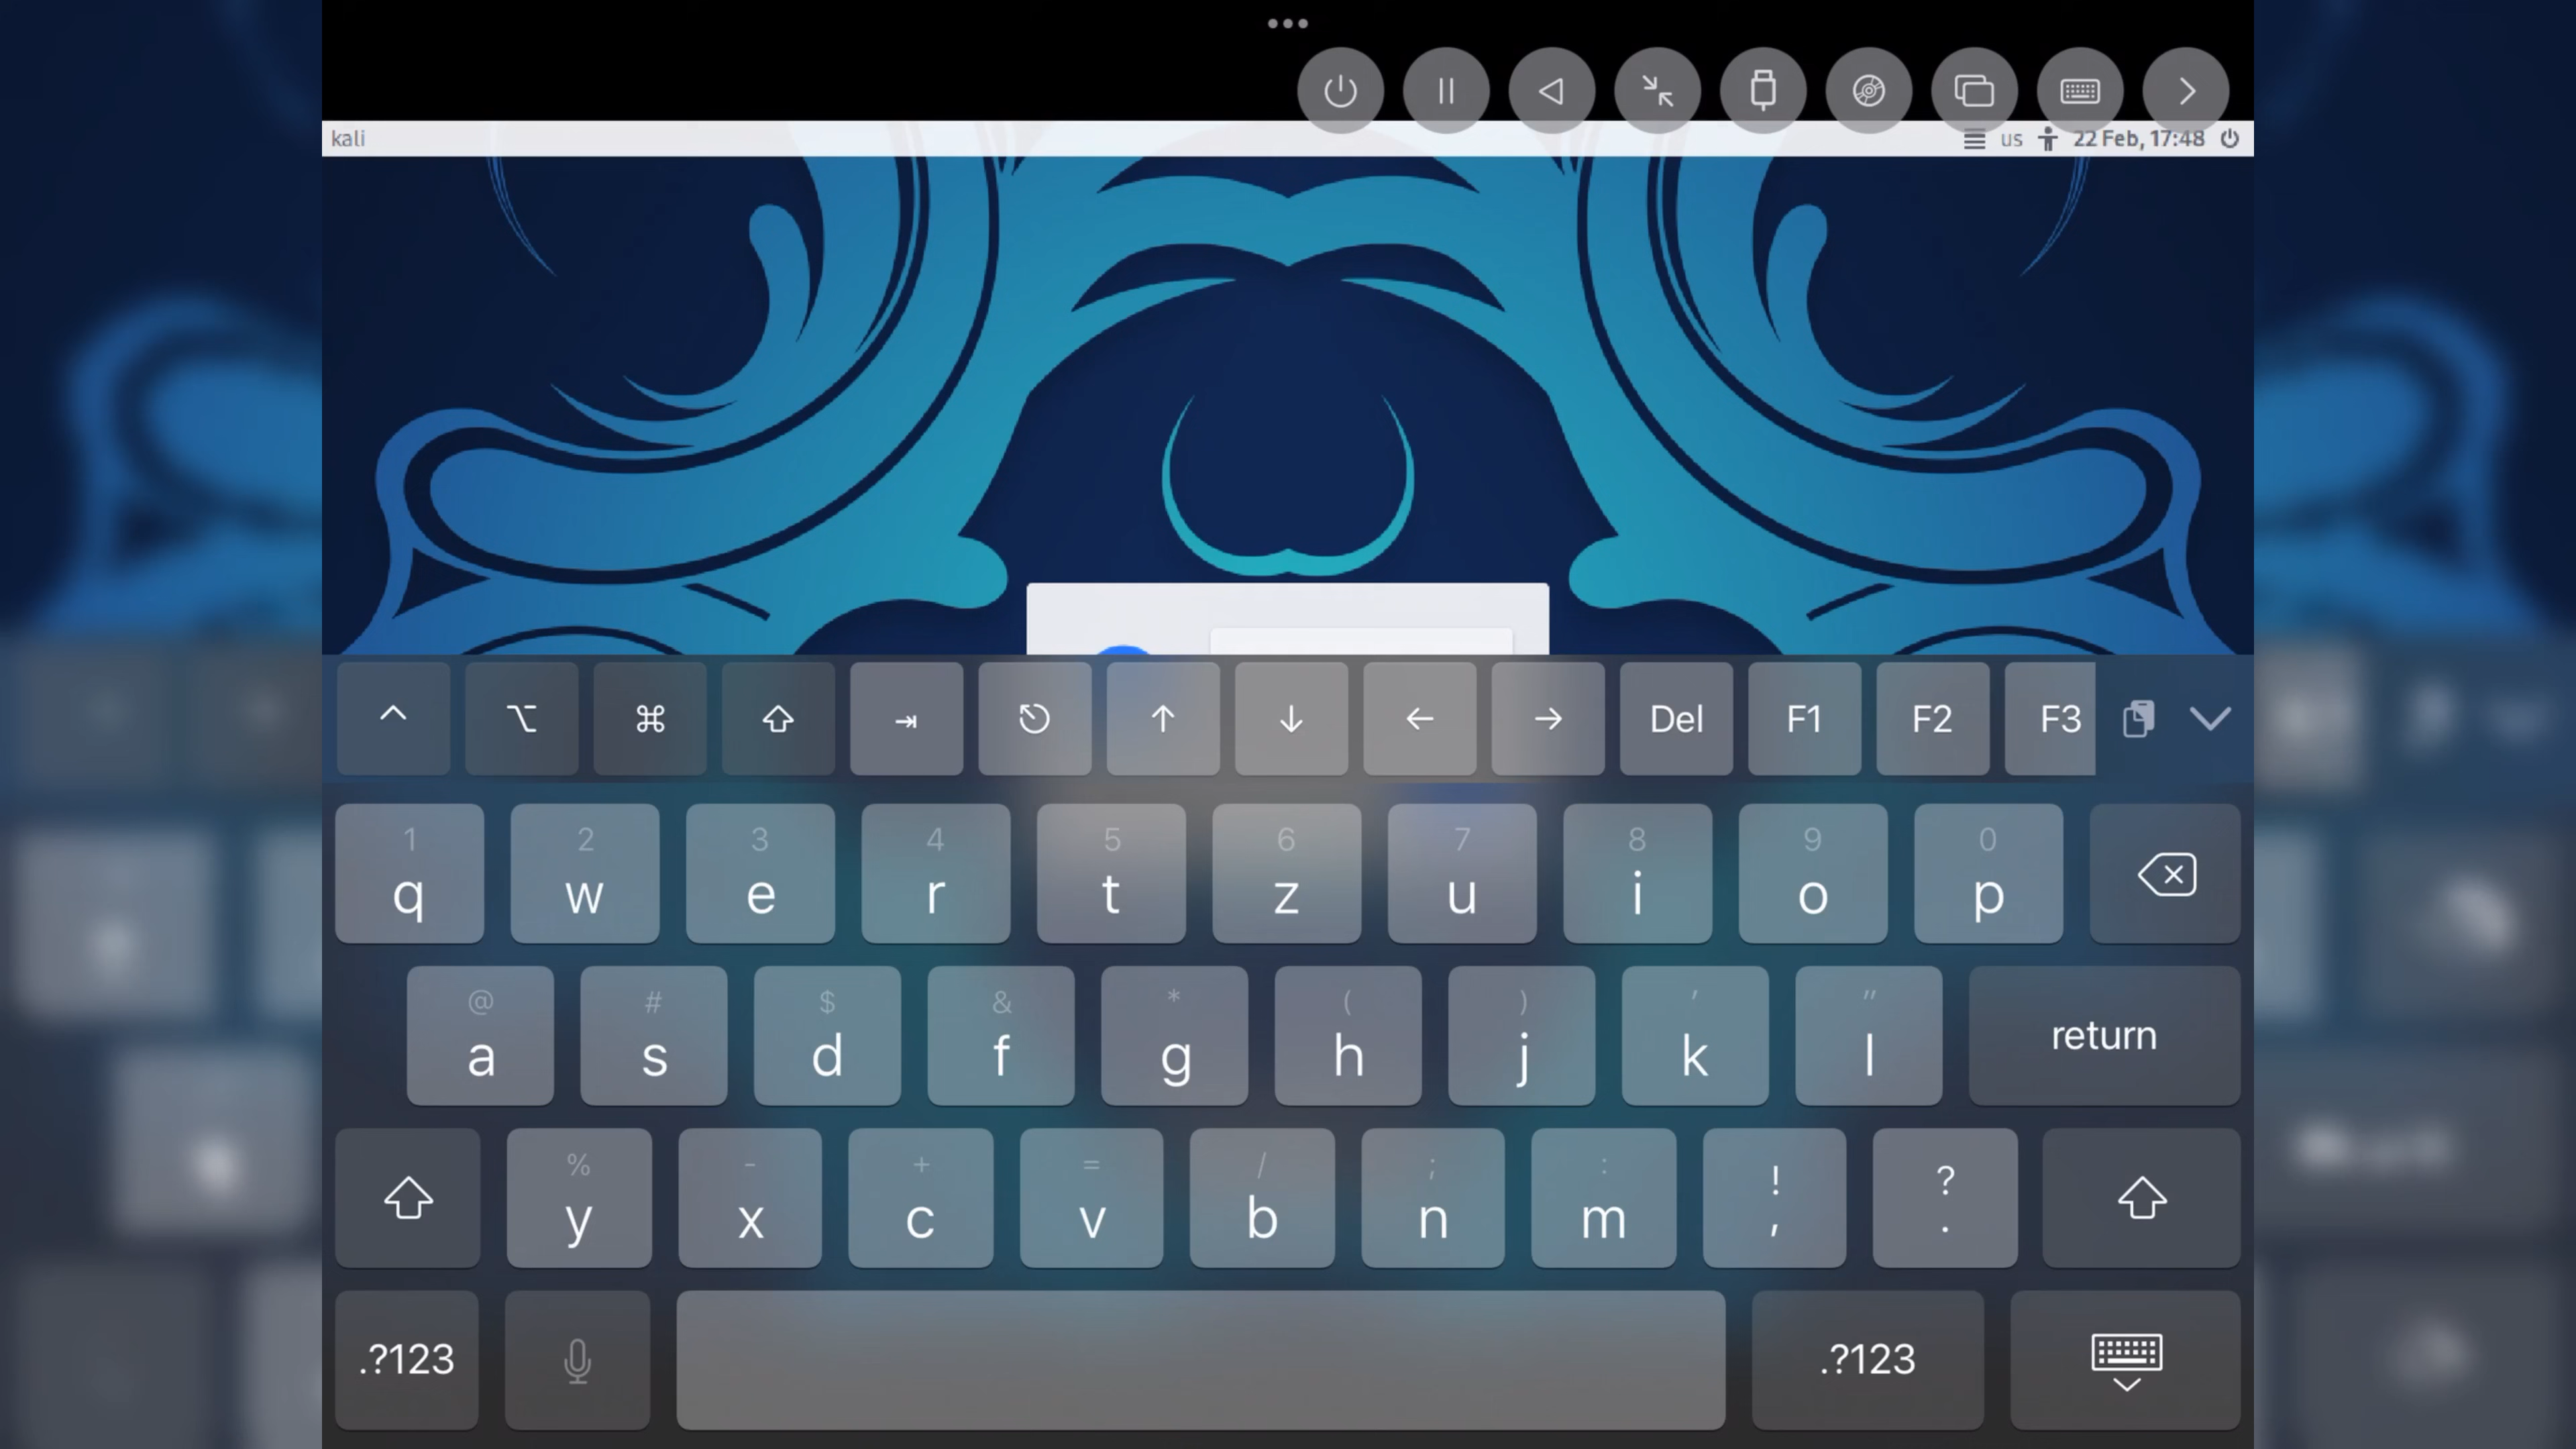 kali
us 22 Feb, 17:48
Del F1 F2 F3
1 2 3 4 5 6 7 8 9 0
q w e r t z u i o p
@ # $ & * ( ) ' "
a s d f g h j k l return
% - + = / ; : ! ?
y x c v b n m , .
.?123 .?123